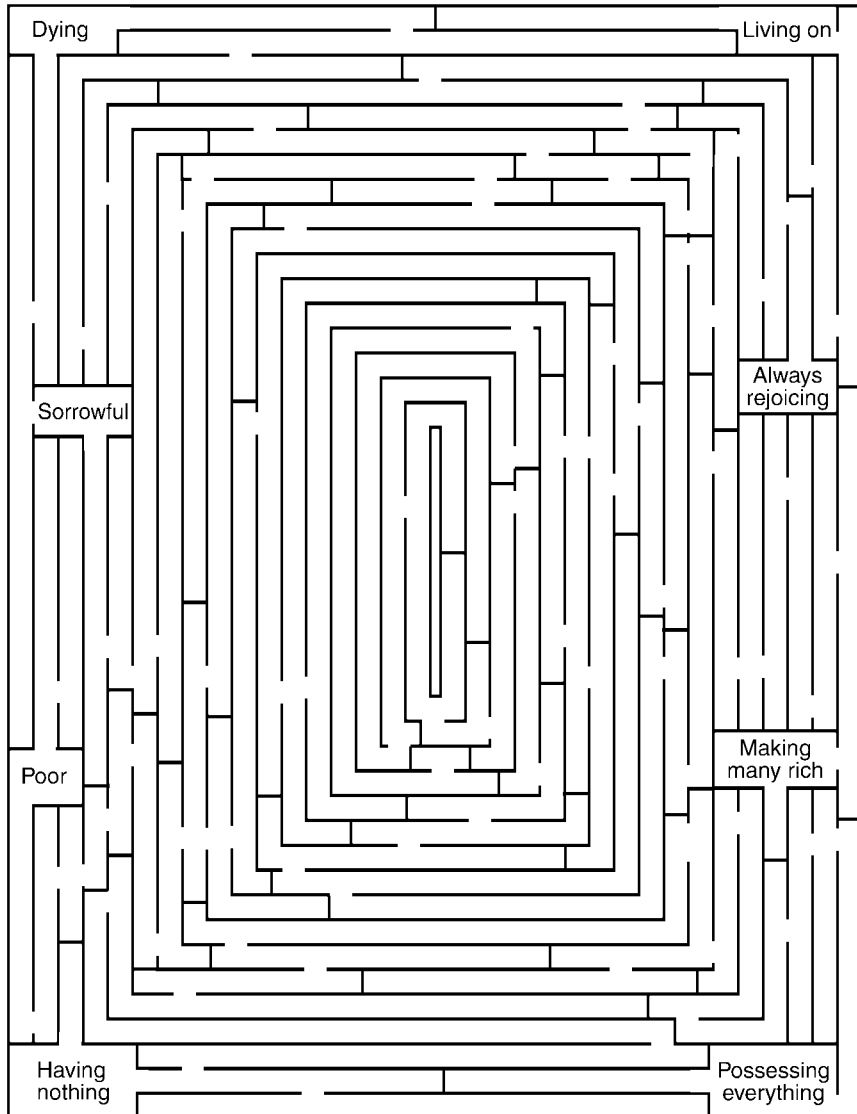 Dying
Living on
Sorrowful
Always
rejoicing
Poor
Making
many rich
Having
nothing
Possessing
everything